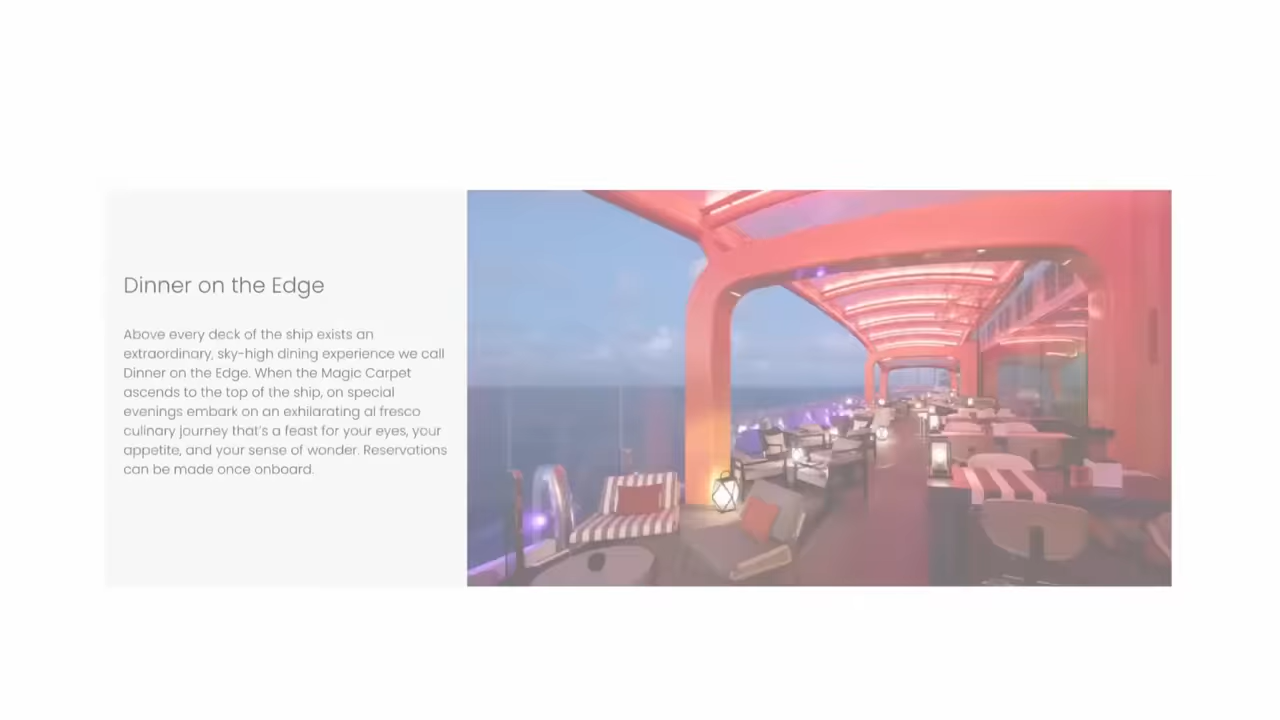 Dinner on the Edge
Above every deck of the ship exists an
extraordinary, sky-high dining experience we call
Dinner on the Edge. When the Magic Carpet
ascends to the top of the ship, on special
evenings embark on an exhilarating al fresco
culinary journey that's a feast for your eyes, your
appetite, and your sense of wonder. Reservations
can be made once onboard.